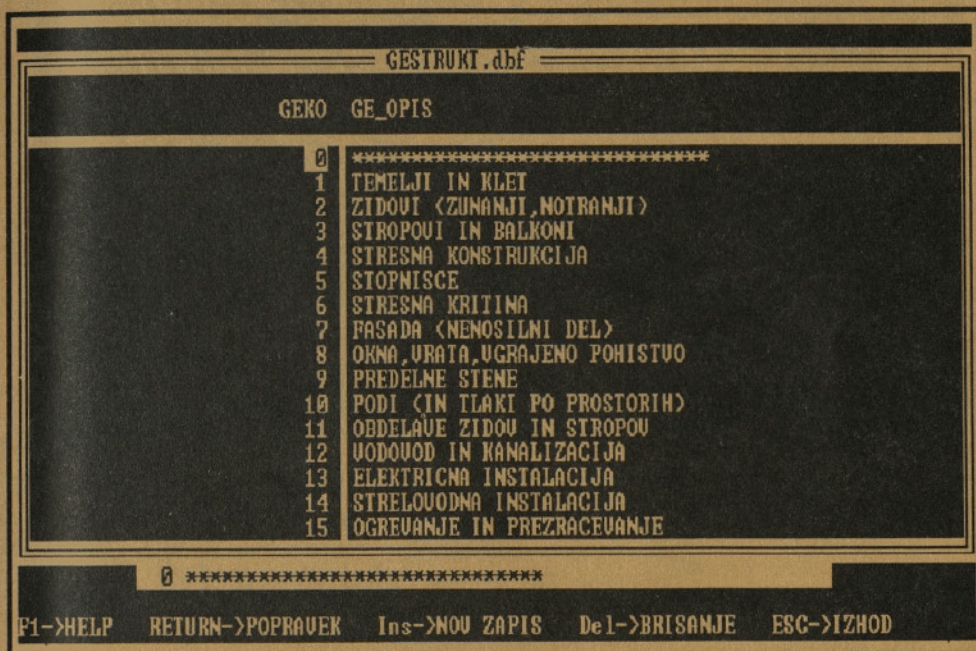 GESTRUKT.dbf
GEKO GE_OPIS
0 ******************************
1 TEMELJI IN KLET
2 ZIDOVI (ZUNANJI,NOTRANJI)
3 STROPOVI IN BALKONI
4 STRESNA KONSTRUKCIJA
5 STOPNISCE
6 STRESNA KRITINA
7 FASADA (NENOSILNI DEL)
8 OKNA,VRATA,VGRAJENO POHISTVO
9 PREDELNE STENE
10 PODI (IN TLAKI PO PROSTORIH)
11 OBDELAVE ZIDOV IN STROPOV
12 VODOVOD IN KANALIZACIJA
13 ELEKTRICNA INSTALACIJA
14 STRELOVODNA INSTALACIJA
15 OGREVANJE IN PREZRACEVANJE
0 ******************************
F1->HELP RETURN->POPRAVEK Ins->NOV ZAPIS Del->BRISANJE ESC->IZHOD